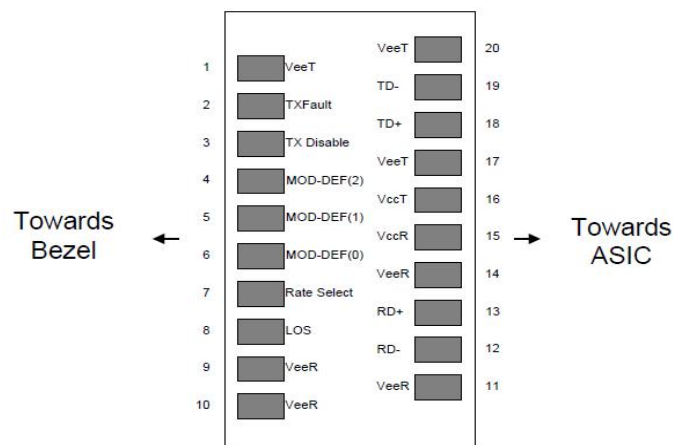 VeeT 20
1 VeeT
TD- 19
2 TXFault
TD+ 18
3 TX Disable
VeeT 17
4 MOD-DEF(2)
VccT 16
5 MOD-DEF(1)
VccR 15
6 MOD-DEF(0)
VeeR 14
7 Rate Select
RD+ 13
8 LOS
RD- 12
9 VeeR
VeeR 11
10 VeeR
Towards
Bezel
Towards
ASIC